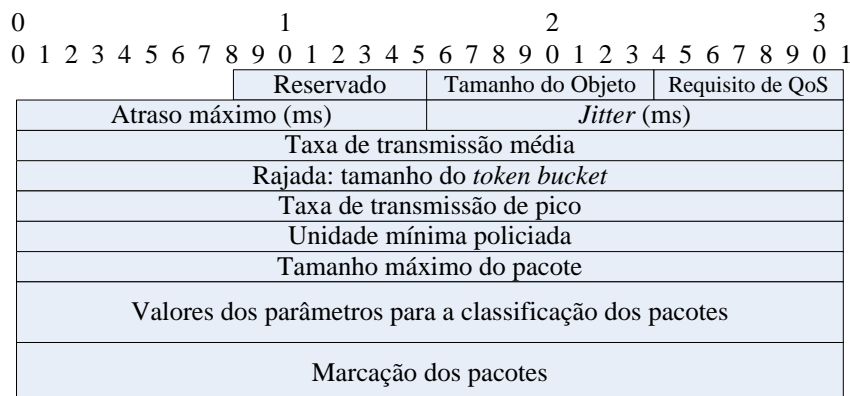 0 1 2 3
0 1 2 3 4 5 6 7 8 9 0 1 2 3 4 5 6 7 8 9 0 1 2 3 4 5 6 7 8 9 0 1
Reservado Tamanho do Objeto Requisito de QoS
Atraso máximo (ms) Jitter (ms)
Taxa de transmissão média
Rajada: tamanho do token bucket
Taxa de transmissão de pico
Unidade mínima policiada
Tamanho máximo do pacote
Valores dos parâmetros para a classificação dos pacotes
Marcação dos pacotes